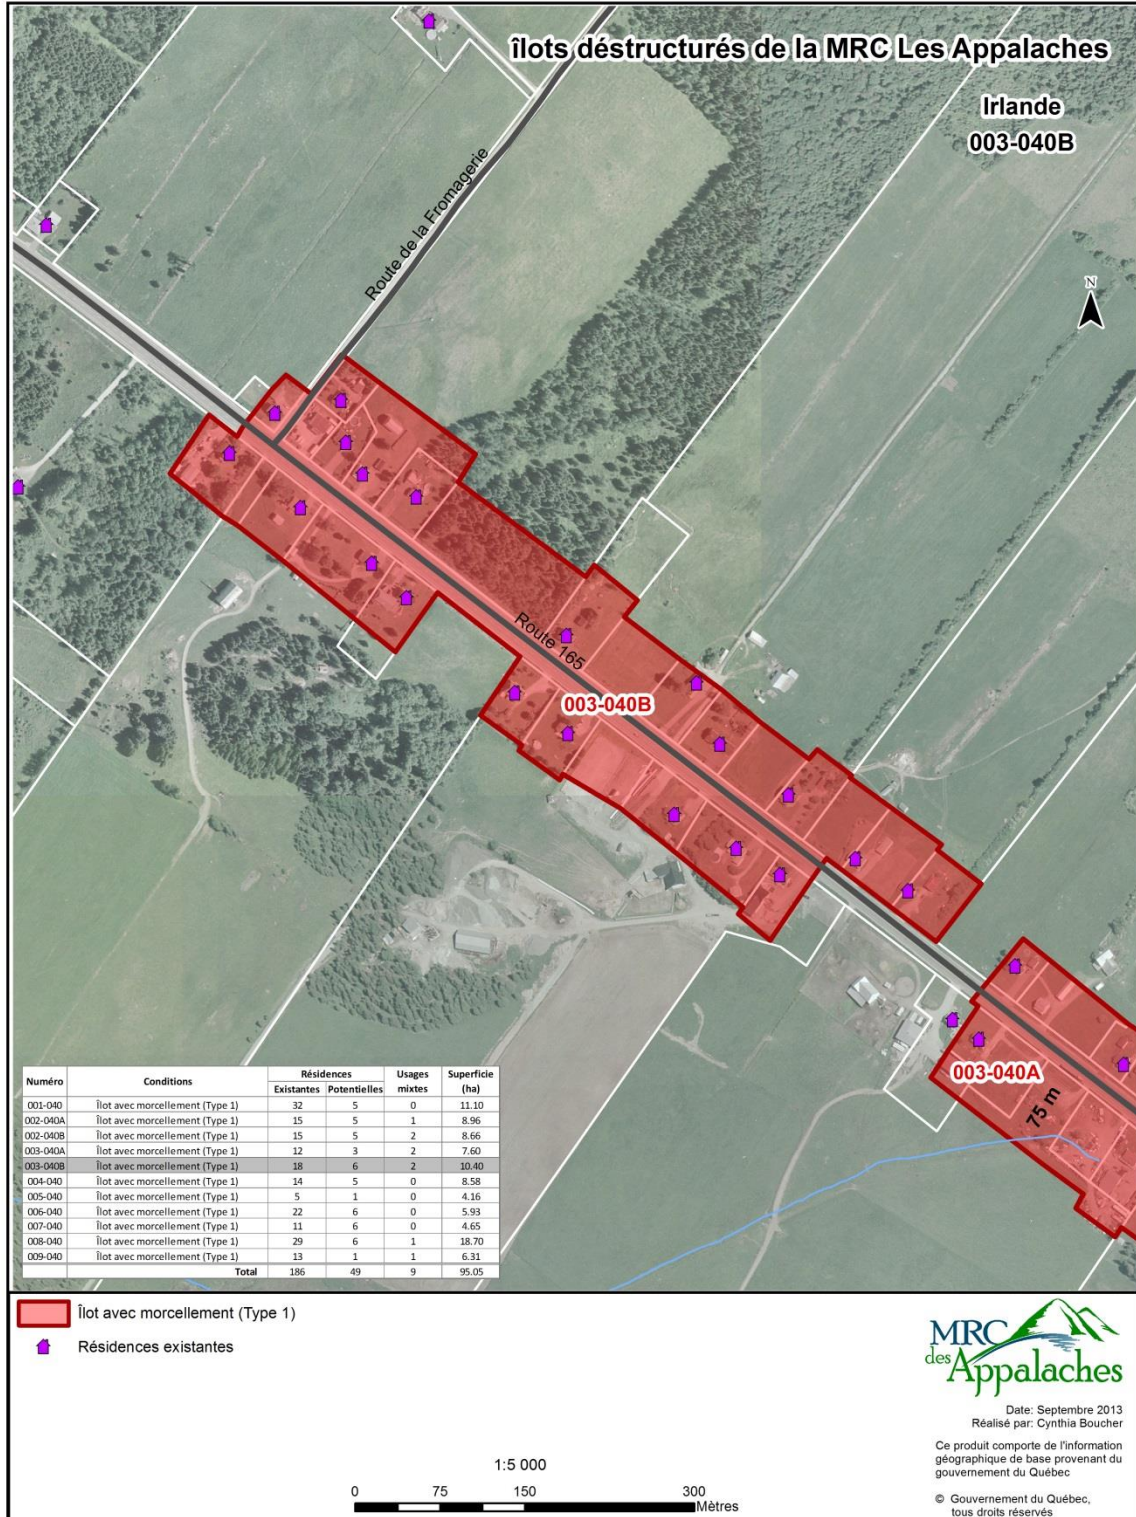 îlots déstructurés de la MRC Les Appalaches
Irlande
003-040B
N
Route de la Fromagerie
Route 165
003-040B
003-040A
75 m
Numéro Conditions Résidences Usages mixtes Superficie (ha)
Existantes Potentielles
001-040 Îlot avec morcellement (Type 1) 32 5 0 11.10
002-040A Îlot avec morcellement (Type 1) 15 5 1 8.96
002-040B Îlot avec morcellement (Type 1) 15 5 2 8.66
003-040A Îlot avec morcellement (Type 1) 12 3 2 7.60
003-040B Îlot avec morcellement (Type 1) 18 6 2 10.40
004-040 Îlot avec morcellement (Type 1) 14 5 0 8.58
005-040 Îlot avec morcellement (Type 1) 5 1 0 4.16
006-040 Îlot avec morcellement (Type 1) 22 6 0 5.93
007-040 Îlot avec morcellement (Type 1) 11 6 0 4.65
008-040 Îlot avec morcellement (Type 1) 29 6 1 18.70
009-040 Îlot avec morcellement (Type 1) 13 1 1 6.31
Total 186 49 9 95.05
Îlot avec morcellement (Type 1)
Résidences existantes
MRC
des Appalaches
Date: Septembre 2013
Réalisé par: Cynthia Boucher
Ce produit comporte de l'information
géographique de base provenant du
gouvernement du Québec
© Gouvernement du Québec,
tous droits réservés
1:5 000
0 75 150 300
Mètres